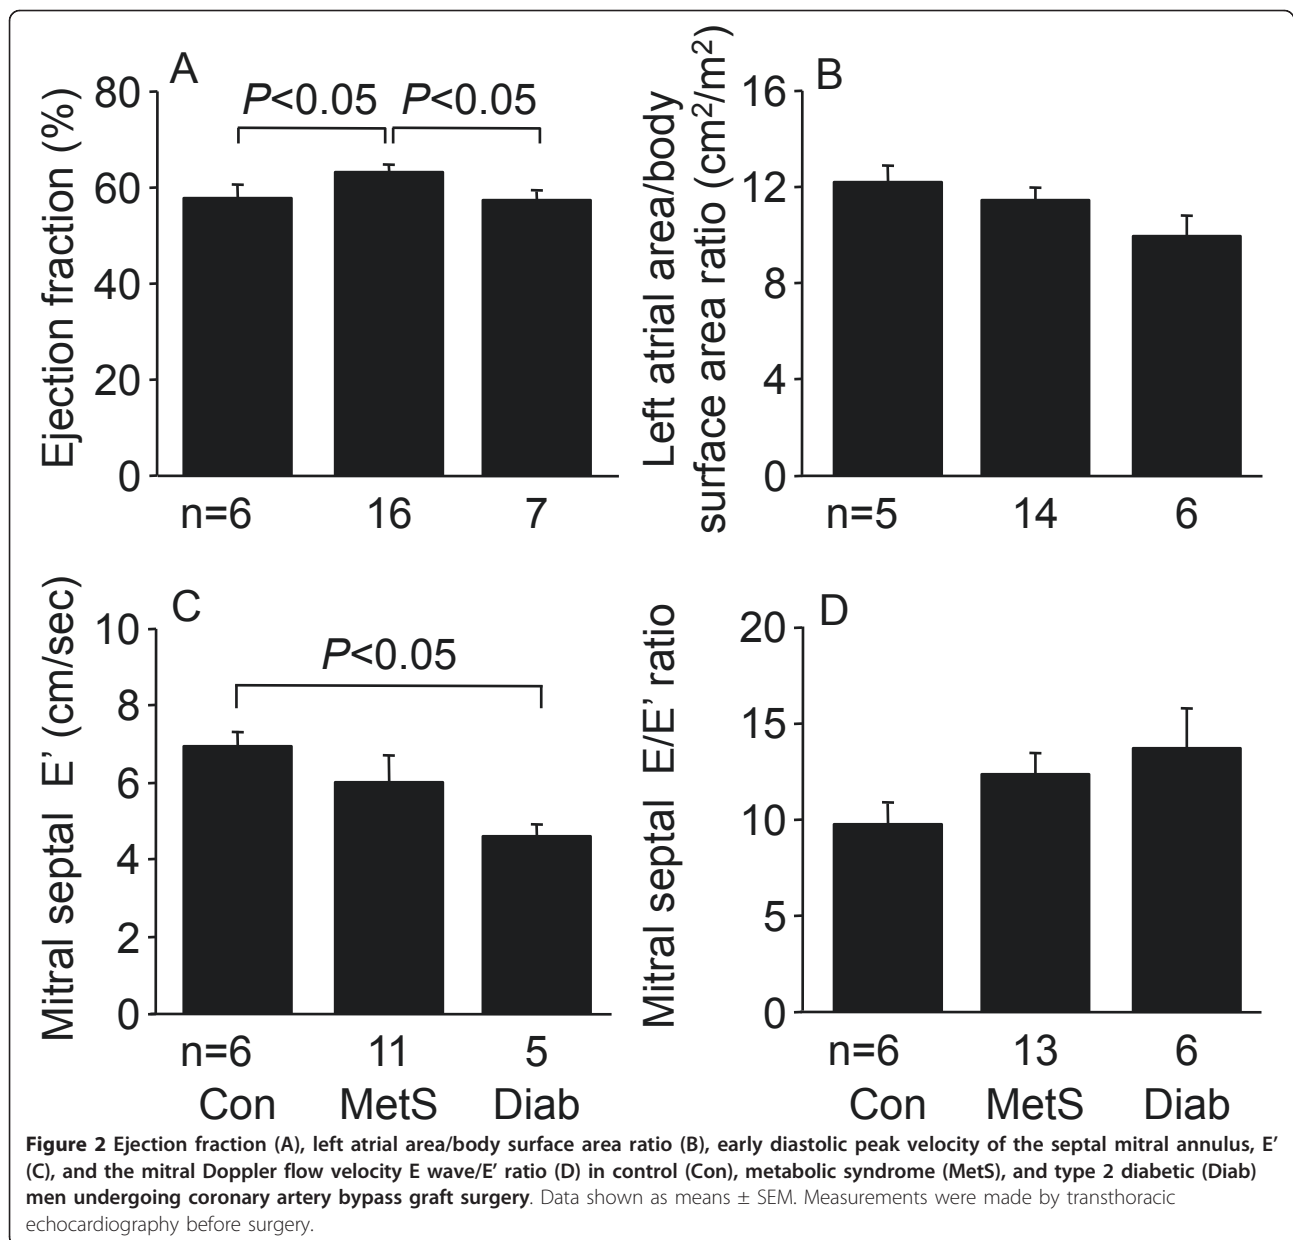 A
P<0.05 P<0.05
Ejection fraction (%)
80
60
40
20
0
n=6 16 7
B
Left atrial area/body
surface area ratio (cm²/m²)
16
12
8
4
0
n=5 14 6
C
P<0.05
Mitral septal E’ (cm/sec)
10
8
6
4
2
0
n=6 11 5
Con MetS Diab
D
Mitral septal E/E’ ratio
20
15
10
5
0
n=6 13 6
Con MetS Diab
Figure 2 Ejection fraction (A), left atrial area/body surface area ratio (B), early diastolic peak velocity of the septal mitral annulus, E’
(C), and the mitral Doppler flow velocity E wave/E’ ratio (D) in control (Con), metabolic syndrome (MetS), and type 2 diabetic (Diab)
men undergoing coronary artery bypass graft surgery. Data shown as means ± SEM. Measurements were made by transthoracic
echocardiography before surgery.